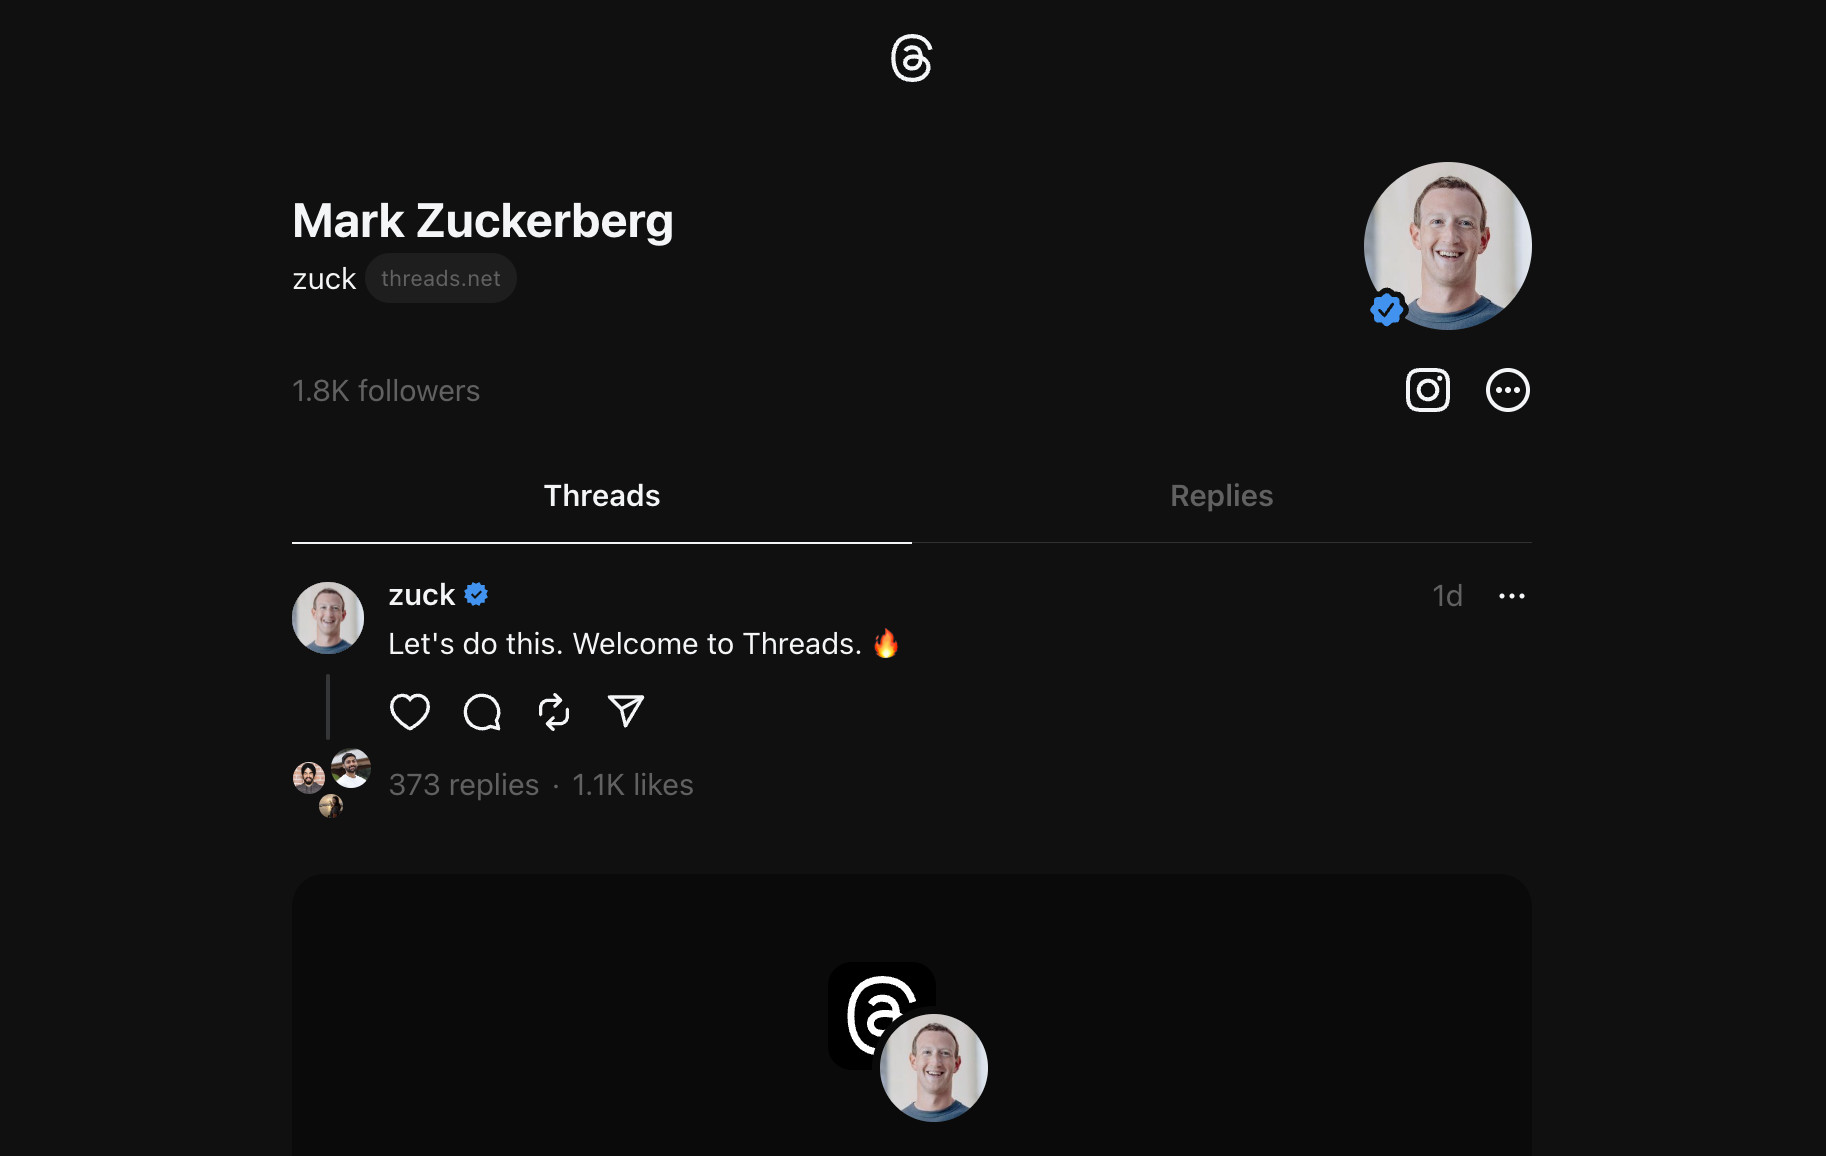 Mark Zuckerberg
zuck threads.net
1.8K followers
Threads Replies
zuck 1d
Let's do this. Welcome to Threads. 🔥
373 replies · 1.1K likes